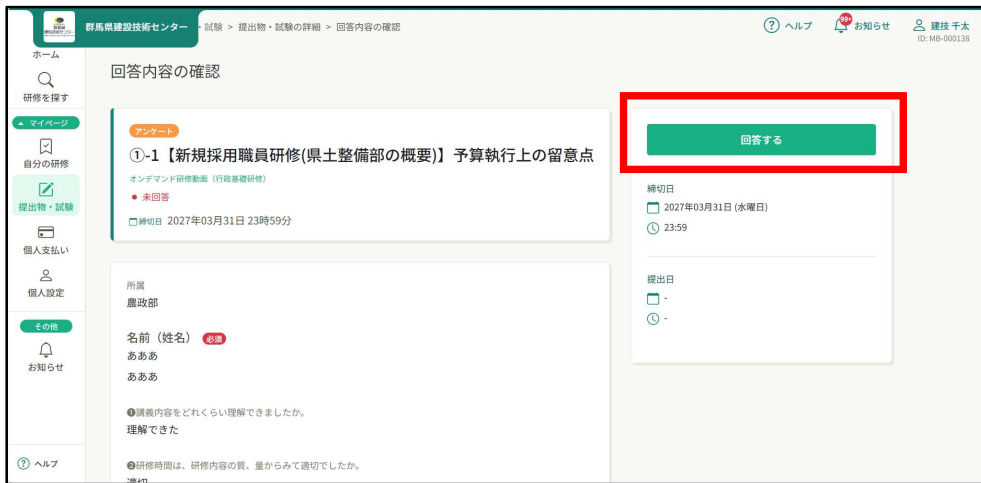 群馬県建設技術センター
・試験 > 提出物・試験の詳細 > 回答内容の確認
ヘルプ
99+
お知らせ
建技 千太
ID: MB-000138
ホーム
研修を探す
マイページ
自分の研修
提出物・試験
個人支払い
個人設定
その他
お知らせ
ヘルプ
回答内容の確認
アンケート
①-1【新規採用職員研修(県土整備部の概要)】予算執行上の留意点
オンデマンド研修動画（行政基礎研修）
未回答
締切日 2027年03月31日 23時59分
所属
農政部
名前（姓名） 必須
あああ
あああ
❶講義内容をどれくらい理解できましたか。
理解できた
❷研修時間は、研修内容の質、量からみて適切でしたか。
適切
回答する
締切日
2027年03月31日 (水曜日)
23:59
提出日
-
-